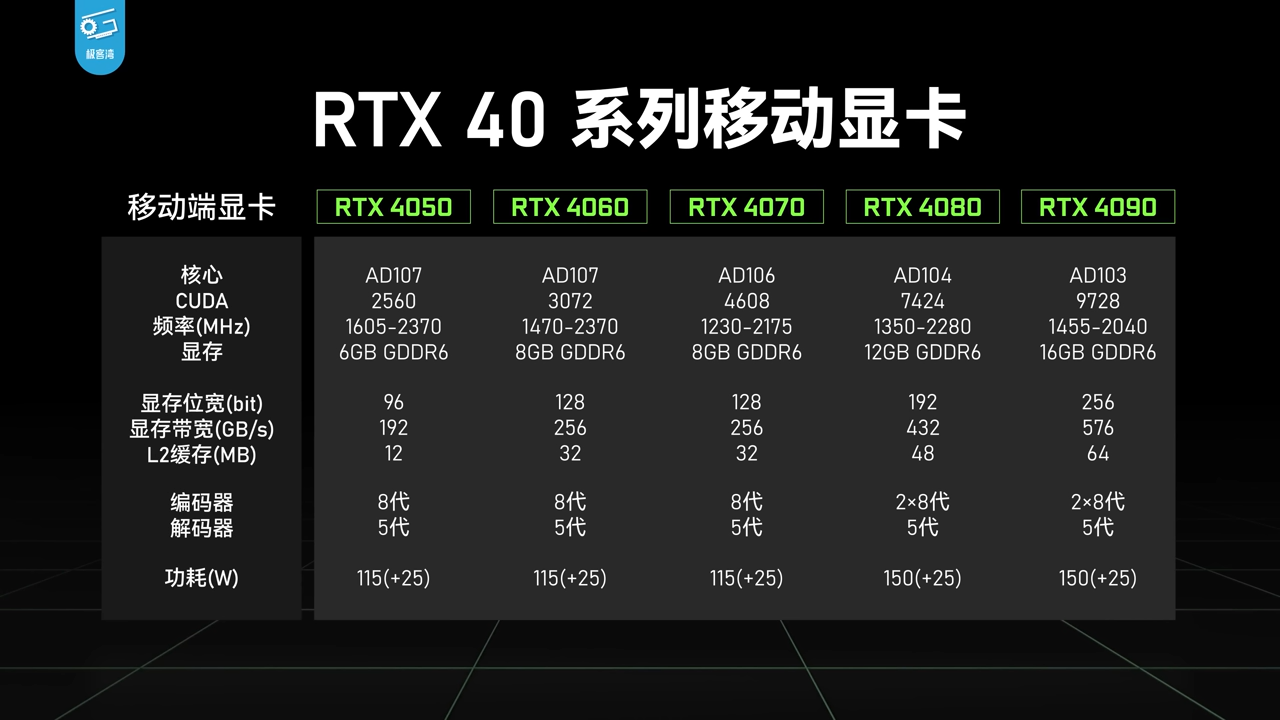 极客湾
RTX 40 系列移动显卡
移动端显卡 RTX 4050 RTX 4060 RTX 4070 RTX 4080 RTX 4090
核心 AD107 AD107 AD106 AD104 AD103
CUDA 2560 3072 4608 7424 9728
频率(MHz) 1605-2370 1470-2370 1230-2175 1350-2280 1455-2040
显存 6GB GDDR6 8GB GDDR6 8GB GDDR6 12GB GDDR6 16GB GDDR6
显存位宽(bit) 96 128 128 192 256
显存带宽(GB/s) 192 256 256 432 576
L2缓存(MB) 12 32 32 48 64
编码器 8代 8代 8代 2×8代 2×8代
解码器 5代 5代 5代 5代 5代
功耗(W) 115(+25) 115(+25) 115(+25) 150(+25) 150(+25)